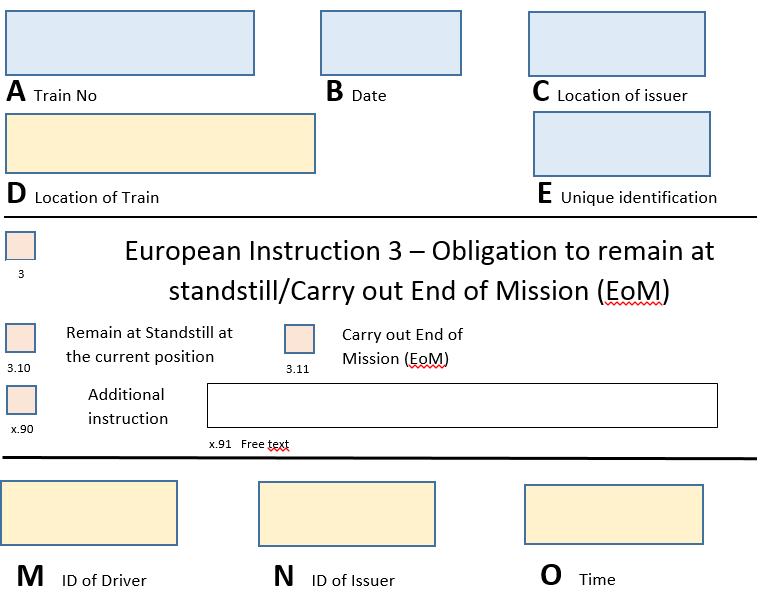 A Train No
B Date
C Location of issuer
D Location of Train
E Unique identification
European Instruction 3 – Obligation to remain at
standstill/Carry out End of Mission (EoM)
3
Remain at Standstill at
the current position
3.10
Carry out End of
Mission (EoM)
3.11
Additional
instruction
x.90
x.91 Free text
M ID of Driver
N ID of Issuer
O Time